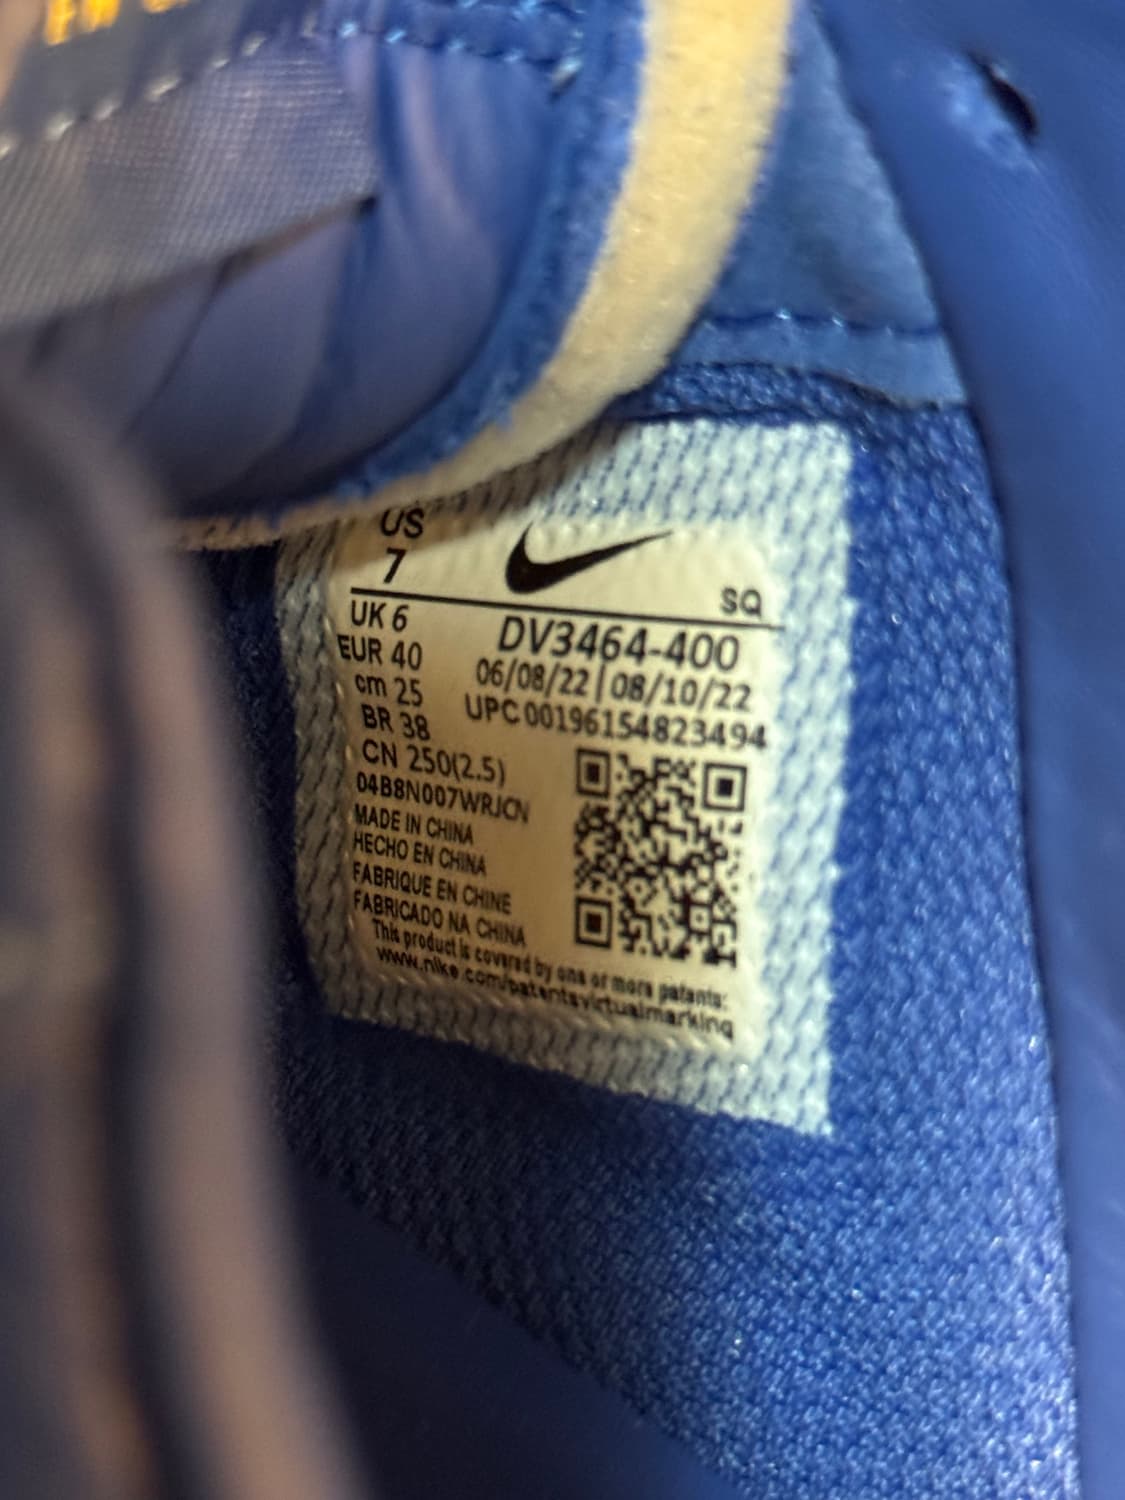 US
7
SQ
UK 6
DV3464-400
EUR 40
06/08/22 | 08/10/22
cm 25
UPC 00196154823494
BR 38
CN 250(2.5)
04B8N007WRJCN
MADE IN CHINA
HECHO EN CHINA
FABRIQUE EN CHINE
FABRICADO NA CHINA
This product is covered by one or more patents:
www.nike.com/patentsvirtualmarking